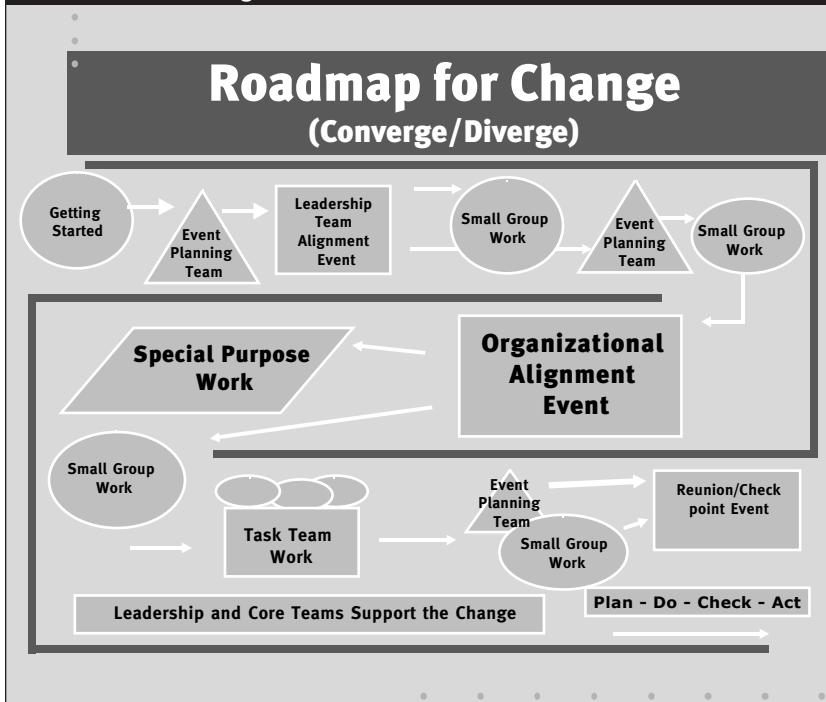 Roadmap for Change
(Converge/Diverge)
Getting
Started
Event
Planning
Team
Leadership
Team
Alignment
Event
Small Group
Work
Event
Planning
Team
Small Group
Work
Special Purpose
Work
Organizational
Alignment
Event
Small Group
Work
Task Team
Work
Event
Planning
Team
Small Group
Work
Reunion/Check
point Event
Leadership and Core Teams Support the Change
Plan - Do - Check - Act